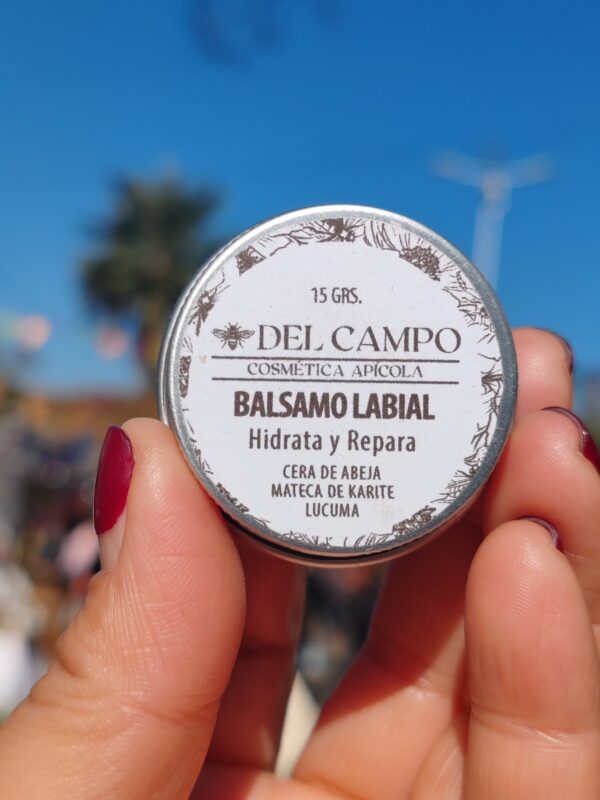 15 GRS.
DEL CAMPO
COSMÉTICA APÍCOLA
BALSAMO LABIAL
Hidrata y Repara
CERA DE ABEJA
MATECA DE KARITE
LUCUMA